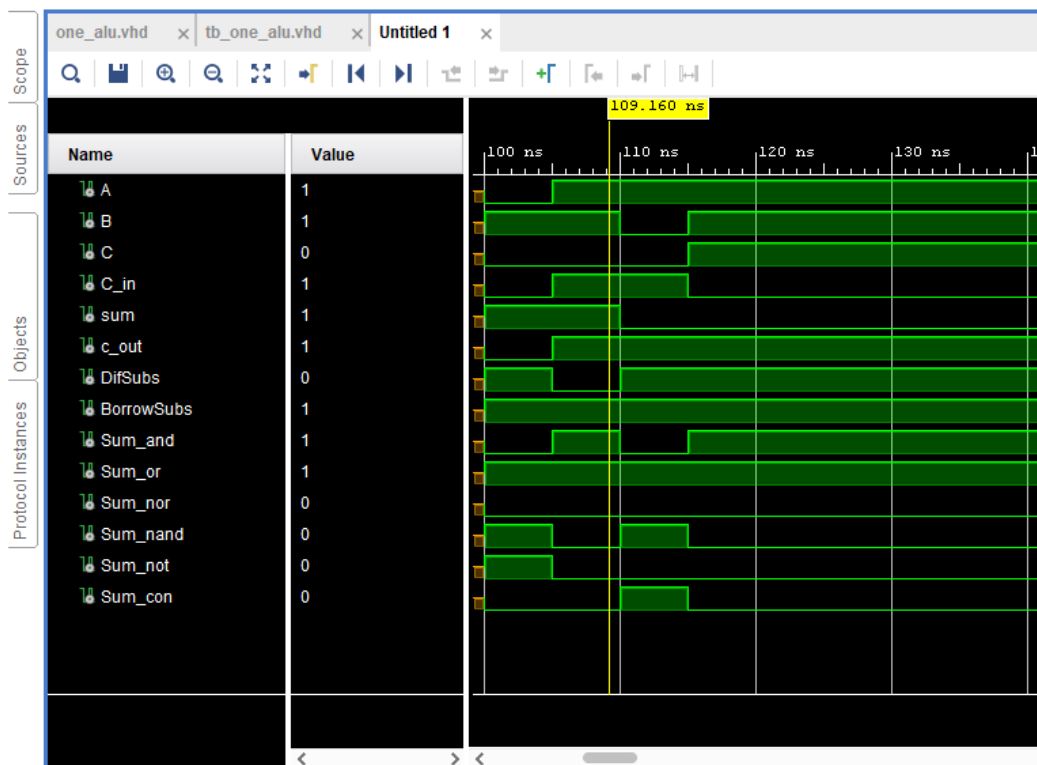 one_alu.vhd × tb_one_alu.vhd × Untitled 1 ×
Scope
Sources
Objects
Protocol Instances
109.160 ns
Name Value
100 ns 110 ns 120 ns 130 ns
A 1
B 1
C 0
C_in 1
sum 1
c_out 1
DifSubs 0
BorrowSubs 1
Sum_and 1
Sum_or 1
Sum_nor 0
Sum_nand 0
Sum_not 0
Sum_con 0